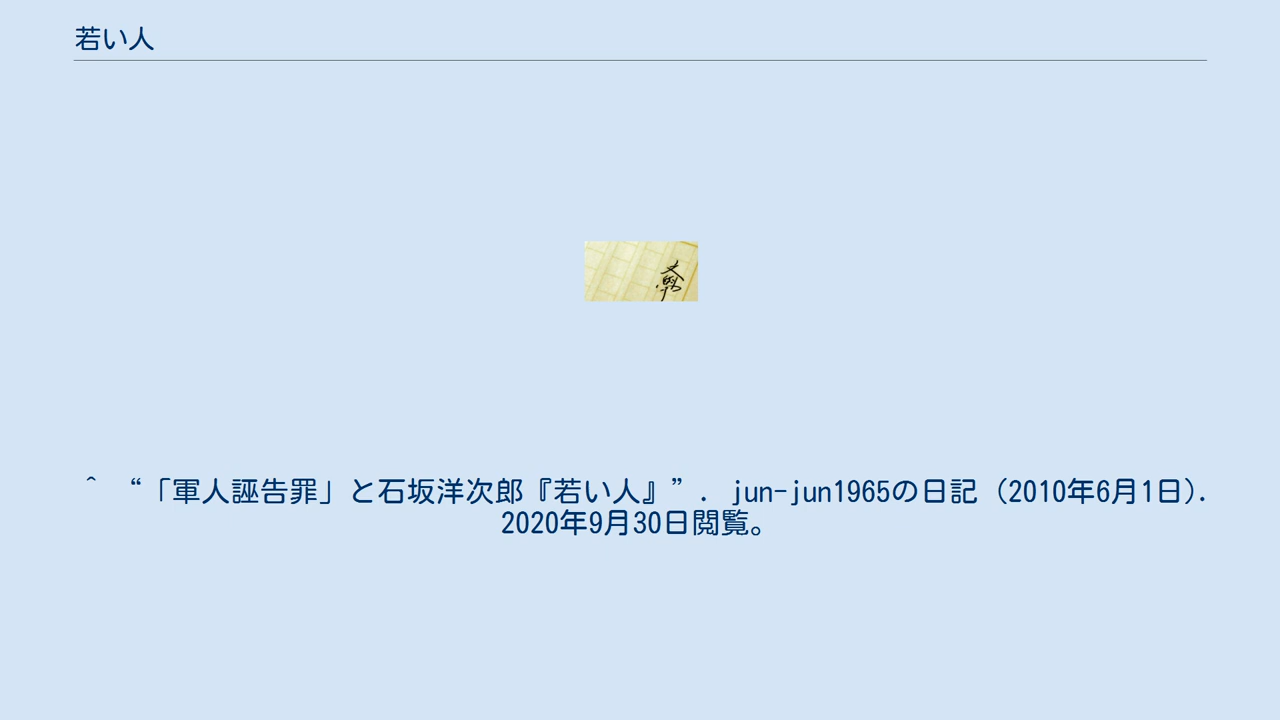 若い人
^ “「軍人誣告罪」と石坂洋次郎『若い人』”. jun-jun1965の日記 (2010年6月1日).
2020年9月30日閲覧。